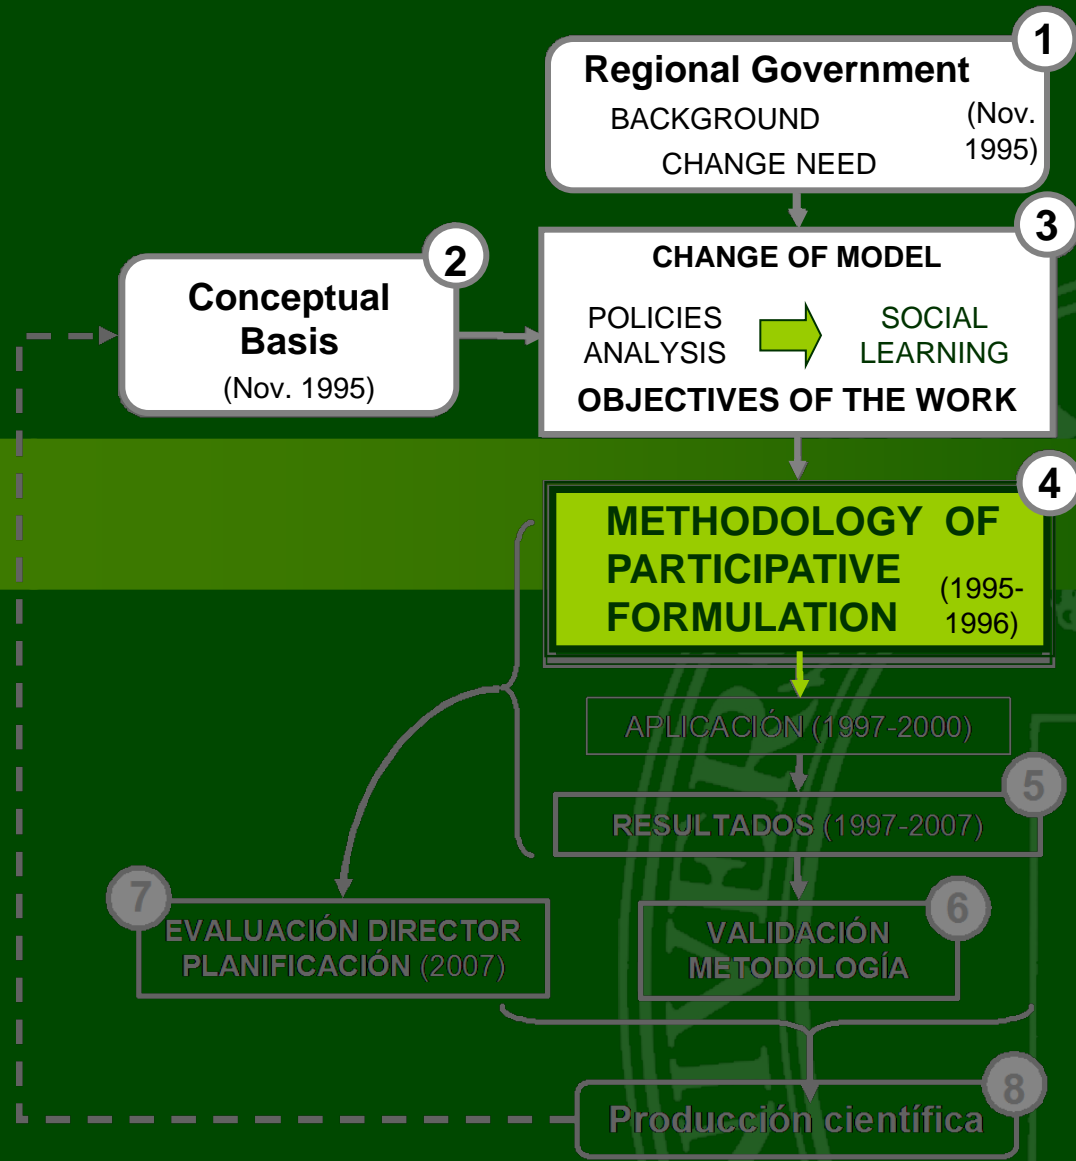 1
Regional Government
BACKGROUND
(Nov.
1995)
CHANGE NEED
2
Conceptual
Basis
(Nov. 1995)
3
CHANGE OF MODEL
POLICIES
ANALYSIS
SOCIAL
LEARNING
OBJECTIVES OF THE WORK
4
METHODOLOGY OF
PARTICIPATIVE
FORMULATION
(1995-
1996)
APLICACIÓN (1997-2000)
5
RESULTADOS (1997-2007)
7
EVALUACIÓN DIRECTOR
PLANIFICACIÓN (2007)
6
VALIDACIÓN
METODOLOGÍA
8
Producción científica
IVER